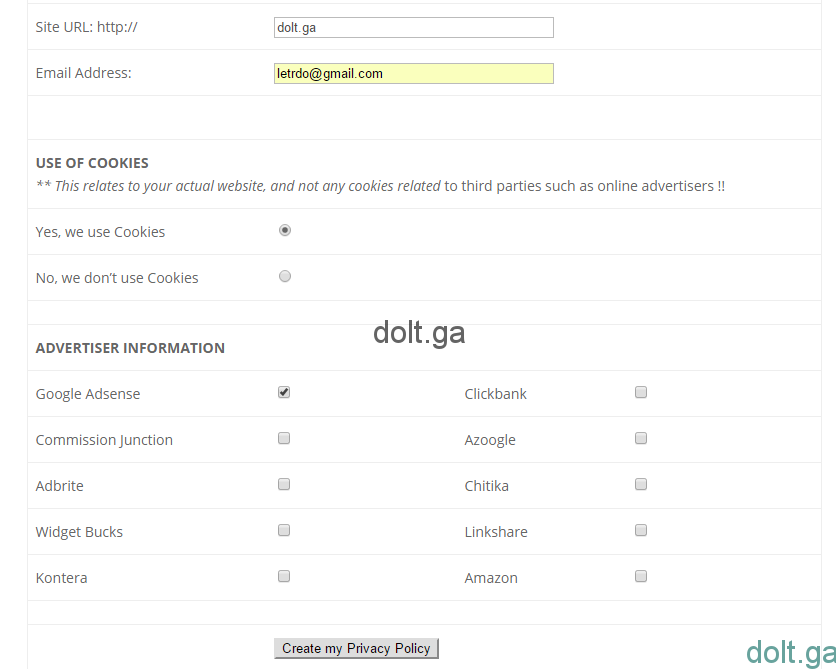 Site URL: http:// dolt.ga
Email Address: letrdo@gmail.com
USE OF COOKIES
** This relates to your actual website, and not any cookies related to third parties such as online advertisers !!
Yes, we use Cookies
No, we don't use Cookies
dolt.ga
ADVERTISER INFORMATION
Google Adsense Clickbank
Commission Junction Azoogle
Adbrite Chitika
Widget Bucks Linkshare
Kontera Amazon
Create my Privacy Policy
dolt.ga